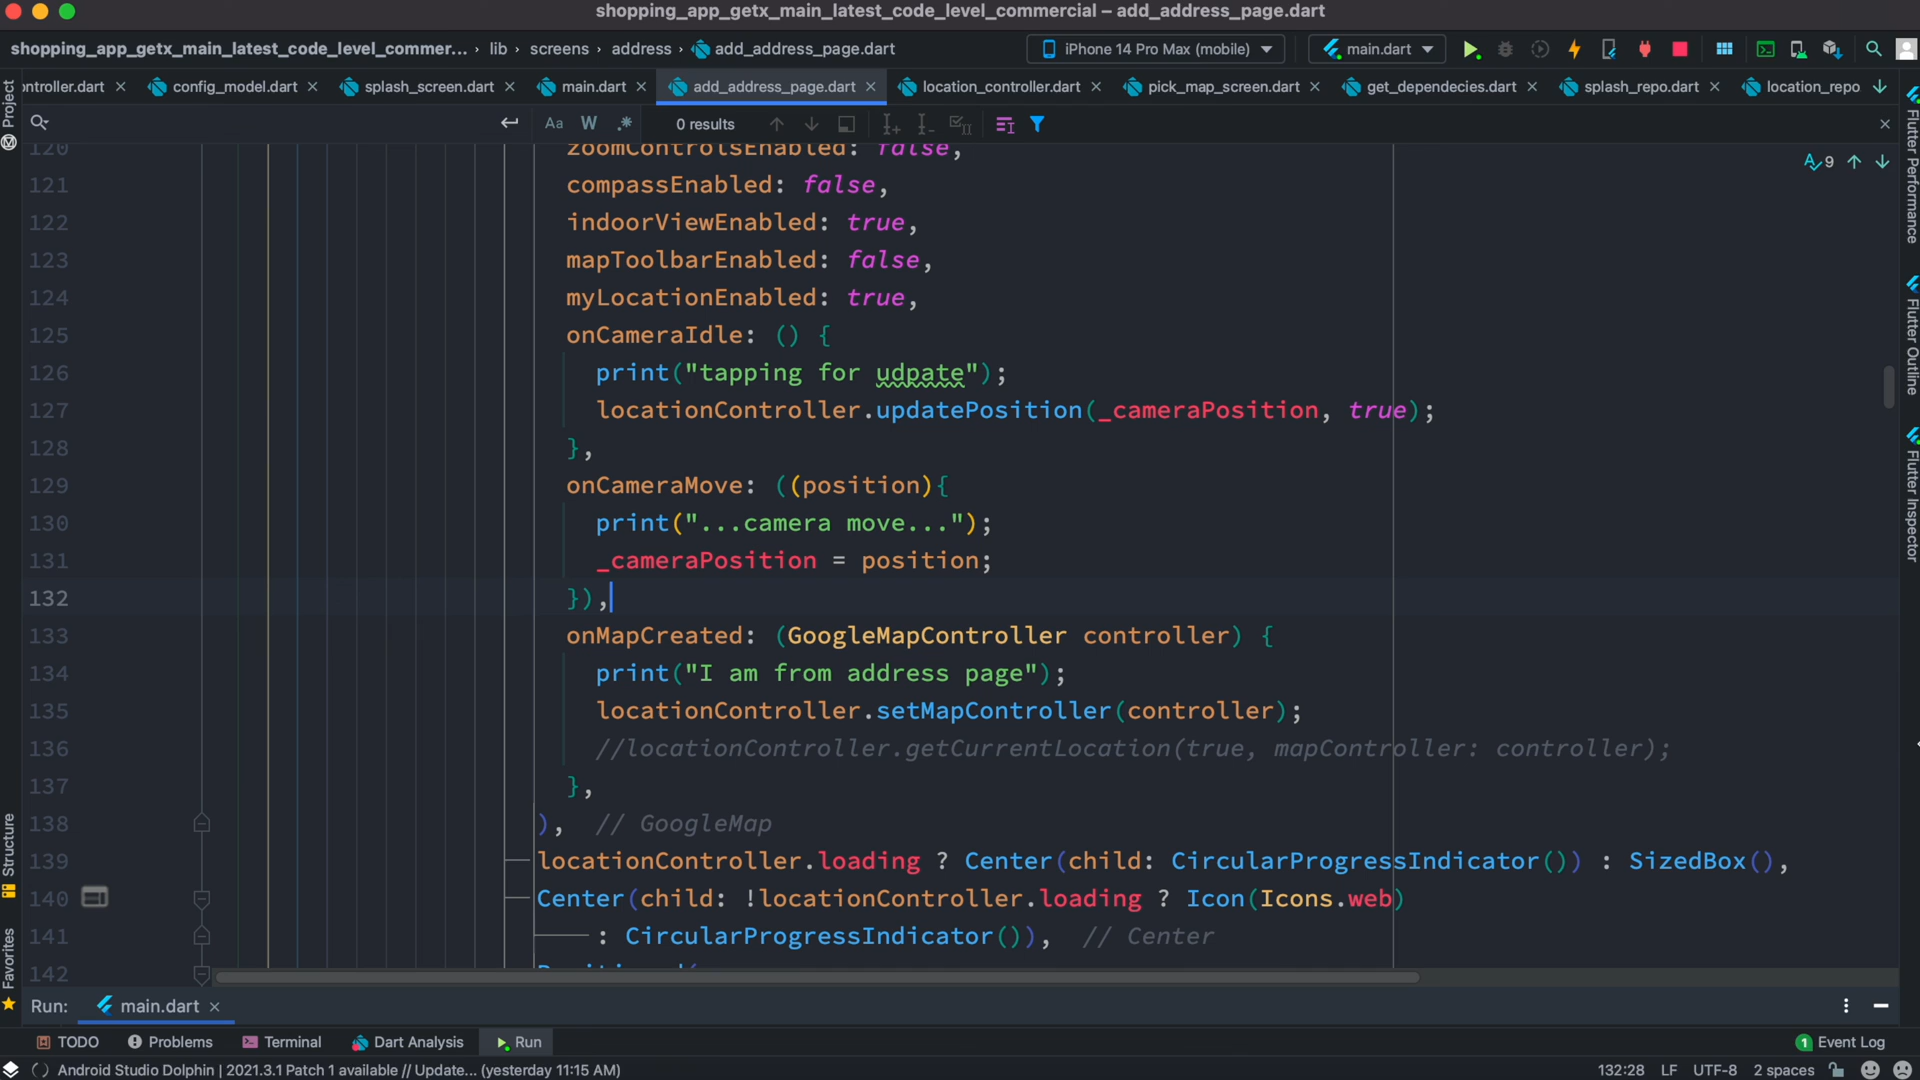 shopping_app_getx_main_latest_code_level_commercial – add_address_page.dart
shopping_app_getx_main_latest_code_level_commer... › lib › screens › address › add_address_page.dart
iPhone 14 Pro Max (mobile)
main.dart
ontroller.dart
config_model.dart
splash_screen.dart
main.dart
add_address_page.dart
location_controller.dart
pick_map_screen.dart
get_dependecies.dart
splash_repo.dart
location_repo
Aa W .* 0 results
9
Project
Structure
Favorites
Flutter Performance
Flutter Outline
Flutter Inspector
120 zoomControlsEnabled: false,
121 compassEnabled: false,
122 indoorViewEnabled: true,
123 mapToolbarEnabled: false,
124 myLocationEnabled: true,
125 onCameraIdle: () {
126 print("tapping for udpate");
127 locationController.updatePosition(_cameraPosition, true);
128 },
129 onCameraMove: ((position){
130 print("...camera move...");
131 _cameraPosition = position;
132 }),
133 onMapCreated: (GoogleMapController controller) {
134 print("I am from address page");
135 locationController.setMapController(controller);
136 //locationController.getCurrentLocation(true, mapController: controller);
137 },
138 ), // GoogleMap
139 locationController.loading ? Center(child: CircularProgressIndicator()) : SizedBox(),
140 Center(child: !locationController.loading ? Icon(Icons.web)
141 : CircularProgressIndicator()), // Center
142 Positioned(
Run: main.dart
TODO
Problems
Terminal
Dart Analysis
Run
1 Event Log
Android Studio Dolphin | 2021.3.1 Patch 1 available // Update... (yesterday 11:15 AM)
132:28 LF UTF-8 2 spaces